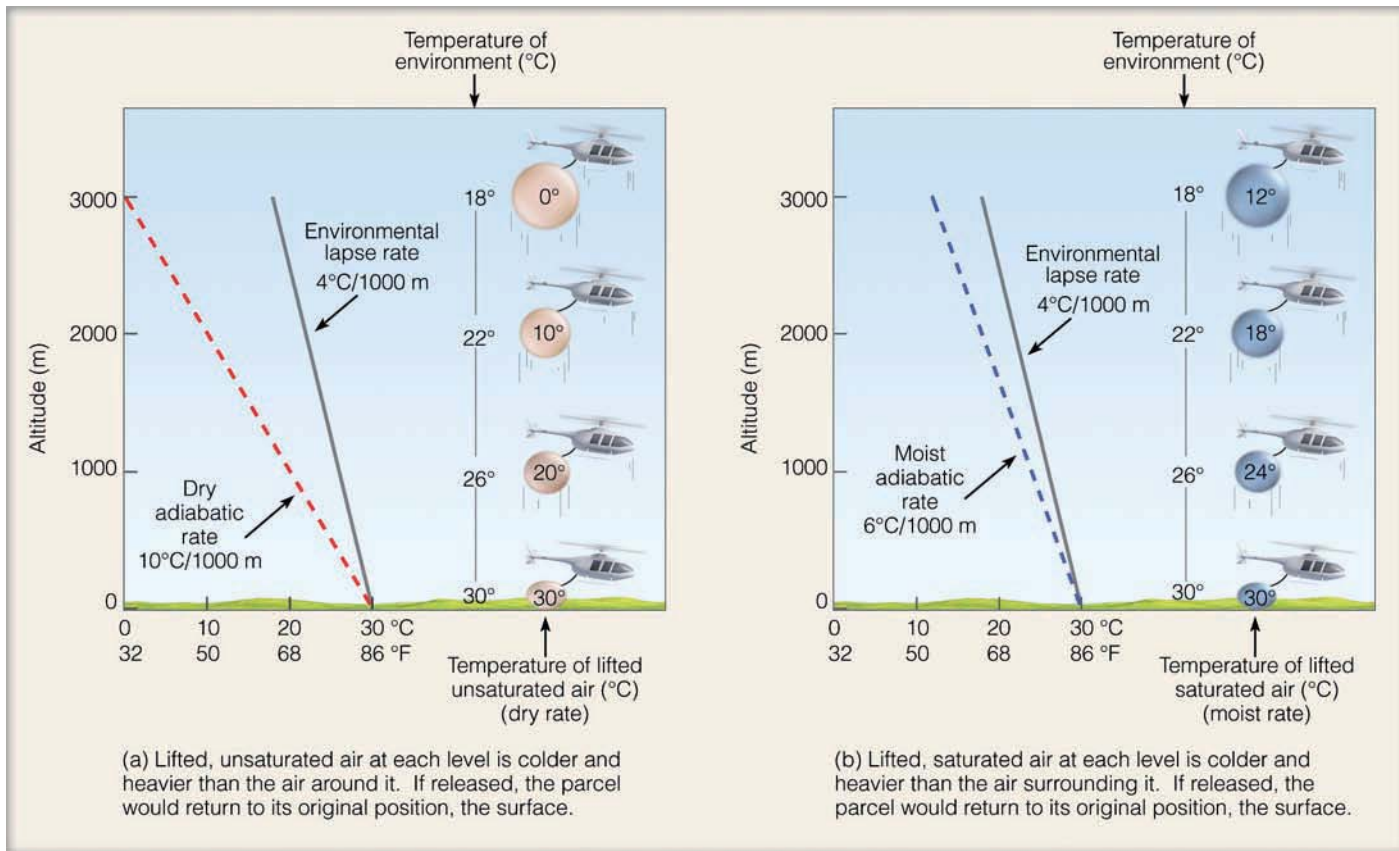 Temperature of
environment (°C)
3000
2000
1000
0
Altitude (m)
Environmental
lapse rate
4°C/1000 m
Dry
adiabatic
rate
10°C/1000 m
18°
22°
26°
30°
0°
10°
20°
30°
0 10 20 30 °C
32 50 68 86 °F
Temperature of lifted
unsaturated air (°C)
(dry rate)
(a) Lifted, unsaturated air at each level is colder and
heavier than the air around it. If released, the parcel
would return to its original position, the surface.
Temperature of
environment (°C)
3000
2000
1000
0
Altitude (m)
Environmental
lapse rate
4°C/1000 m
Moist
adiabatic
rate
6°C/1000 m
18°
22°
26°
30°
12°
18°
24°
30°
0 10 20 30 °C
32 50 68 86 °F
Temperature of lifted
saturated air (°C)
(moist rate)
(b) Lifted, saturated air at each level is colder and
heavier than the air surrounding it. If released, the
parcel would return to its original position, the surface.